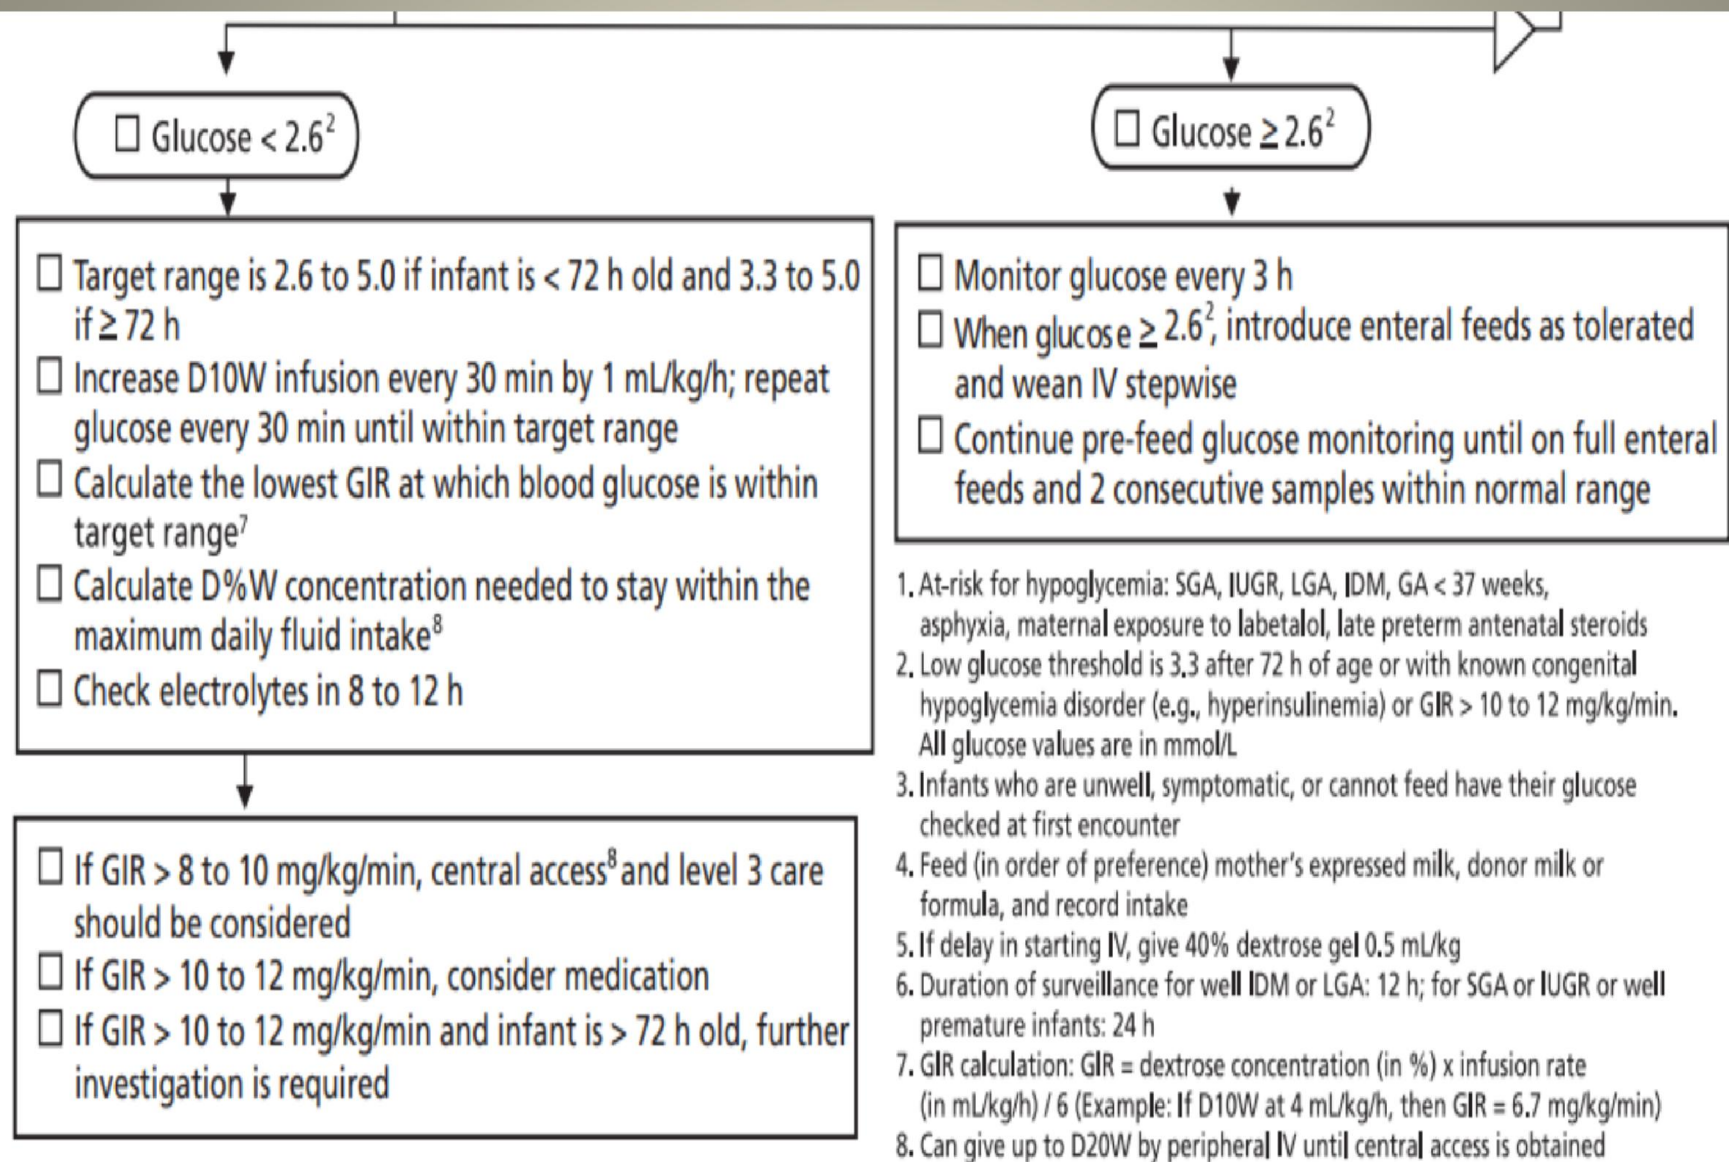 ☐ Glucose < 2.6²
☐ Target range is 2.6 to 5.0 if infant is < 72 h old and 3.3 to 5.0
if ≥ 72 h
☐ Increase D10W infusion every 30 min by 1 mL/kg/h; repeat
glucose every 30 min until within target range
☐ Calculate the lowest GIR at which blood glucose is within
target range⁷
☐ Calculate D%W concentration needed to stay within the
maximum daily fluid intake⁸
☐ Check electrolytes in 8 to 12 h
☐ If GIR > 8 to 10 mg/kg/min, central access⁸ and level 3 care
should be considered
☐ If GIR > 10 to 12 mg/kg/min, consider medication
☐ If GIR > 10 to 12 mg/kg/min and infant is > 72 h old, further
investigation is required
☐ Glucose ≥ 2.6²
☐ Monitor glucose every 3 h
☐ When glucose ≥ 2.6², introduce enteral feeds as tolerated
and wean IV stepwise
☐ Continue pre-feed glucose monitoring until on full enteral
feeds and 2 consecutive samples within normal range
1. At-risk for hypoglycemia: SGA, IUGR, LGA, IDM, GA < 37 weeks,
asphyxia, maternal exposure to labetalol, late preterm antenatal steroids
2. Low glucose threshold is 3.3 after 72 h of age or with known congenital
hypoglycemia disorder (e.g., hyperinsulinemia) or GIR > 10 to 12 mg/kg/min.
All glucose values are in mmol/L
3. Infants who are unwell, symptomatic, or cannot feed have their glucose
checked at first encounter
4. Feed (in order of preference) mother's expressed milk, donor milk or
formula, and record intake
5. If delay in starting IV, give 40% dextrose gel 0.5 mL/kg
6. Duration of surveillance for well IDM or LGA: 12 h; for SGA or IUGR or well
premature infants: 24 h
7. GIR calculation: GIR = dextrose concentration (in %) x infusion rate
(in mL/kg/h) / 6 (Example: If D10W at 4 mL/kg/h, then GIR = 6.7 mg/kg/min)
8. Can give up to D20W by peripheral IV until central access is obtained